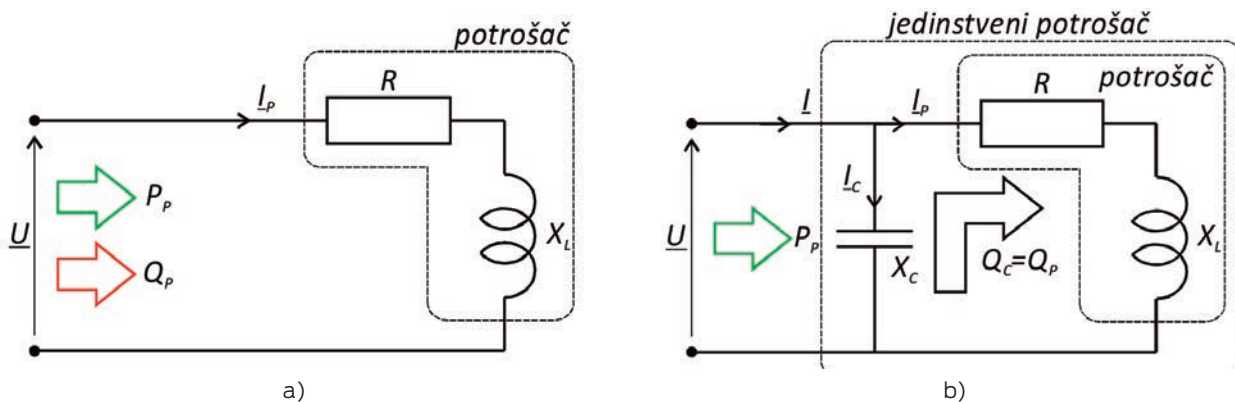 potrošač
R
I_P
X_L
U
P_P
Q_P
a)
jedinstveni potrošač
potrošač
R
I
I_P
I_C
X_C
X_L
U
P_P
Q_C=Q_P
b)